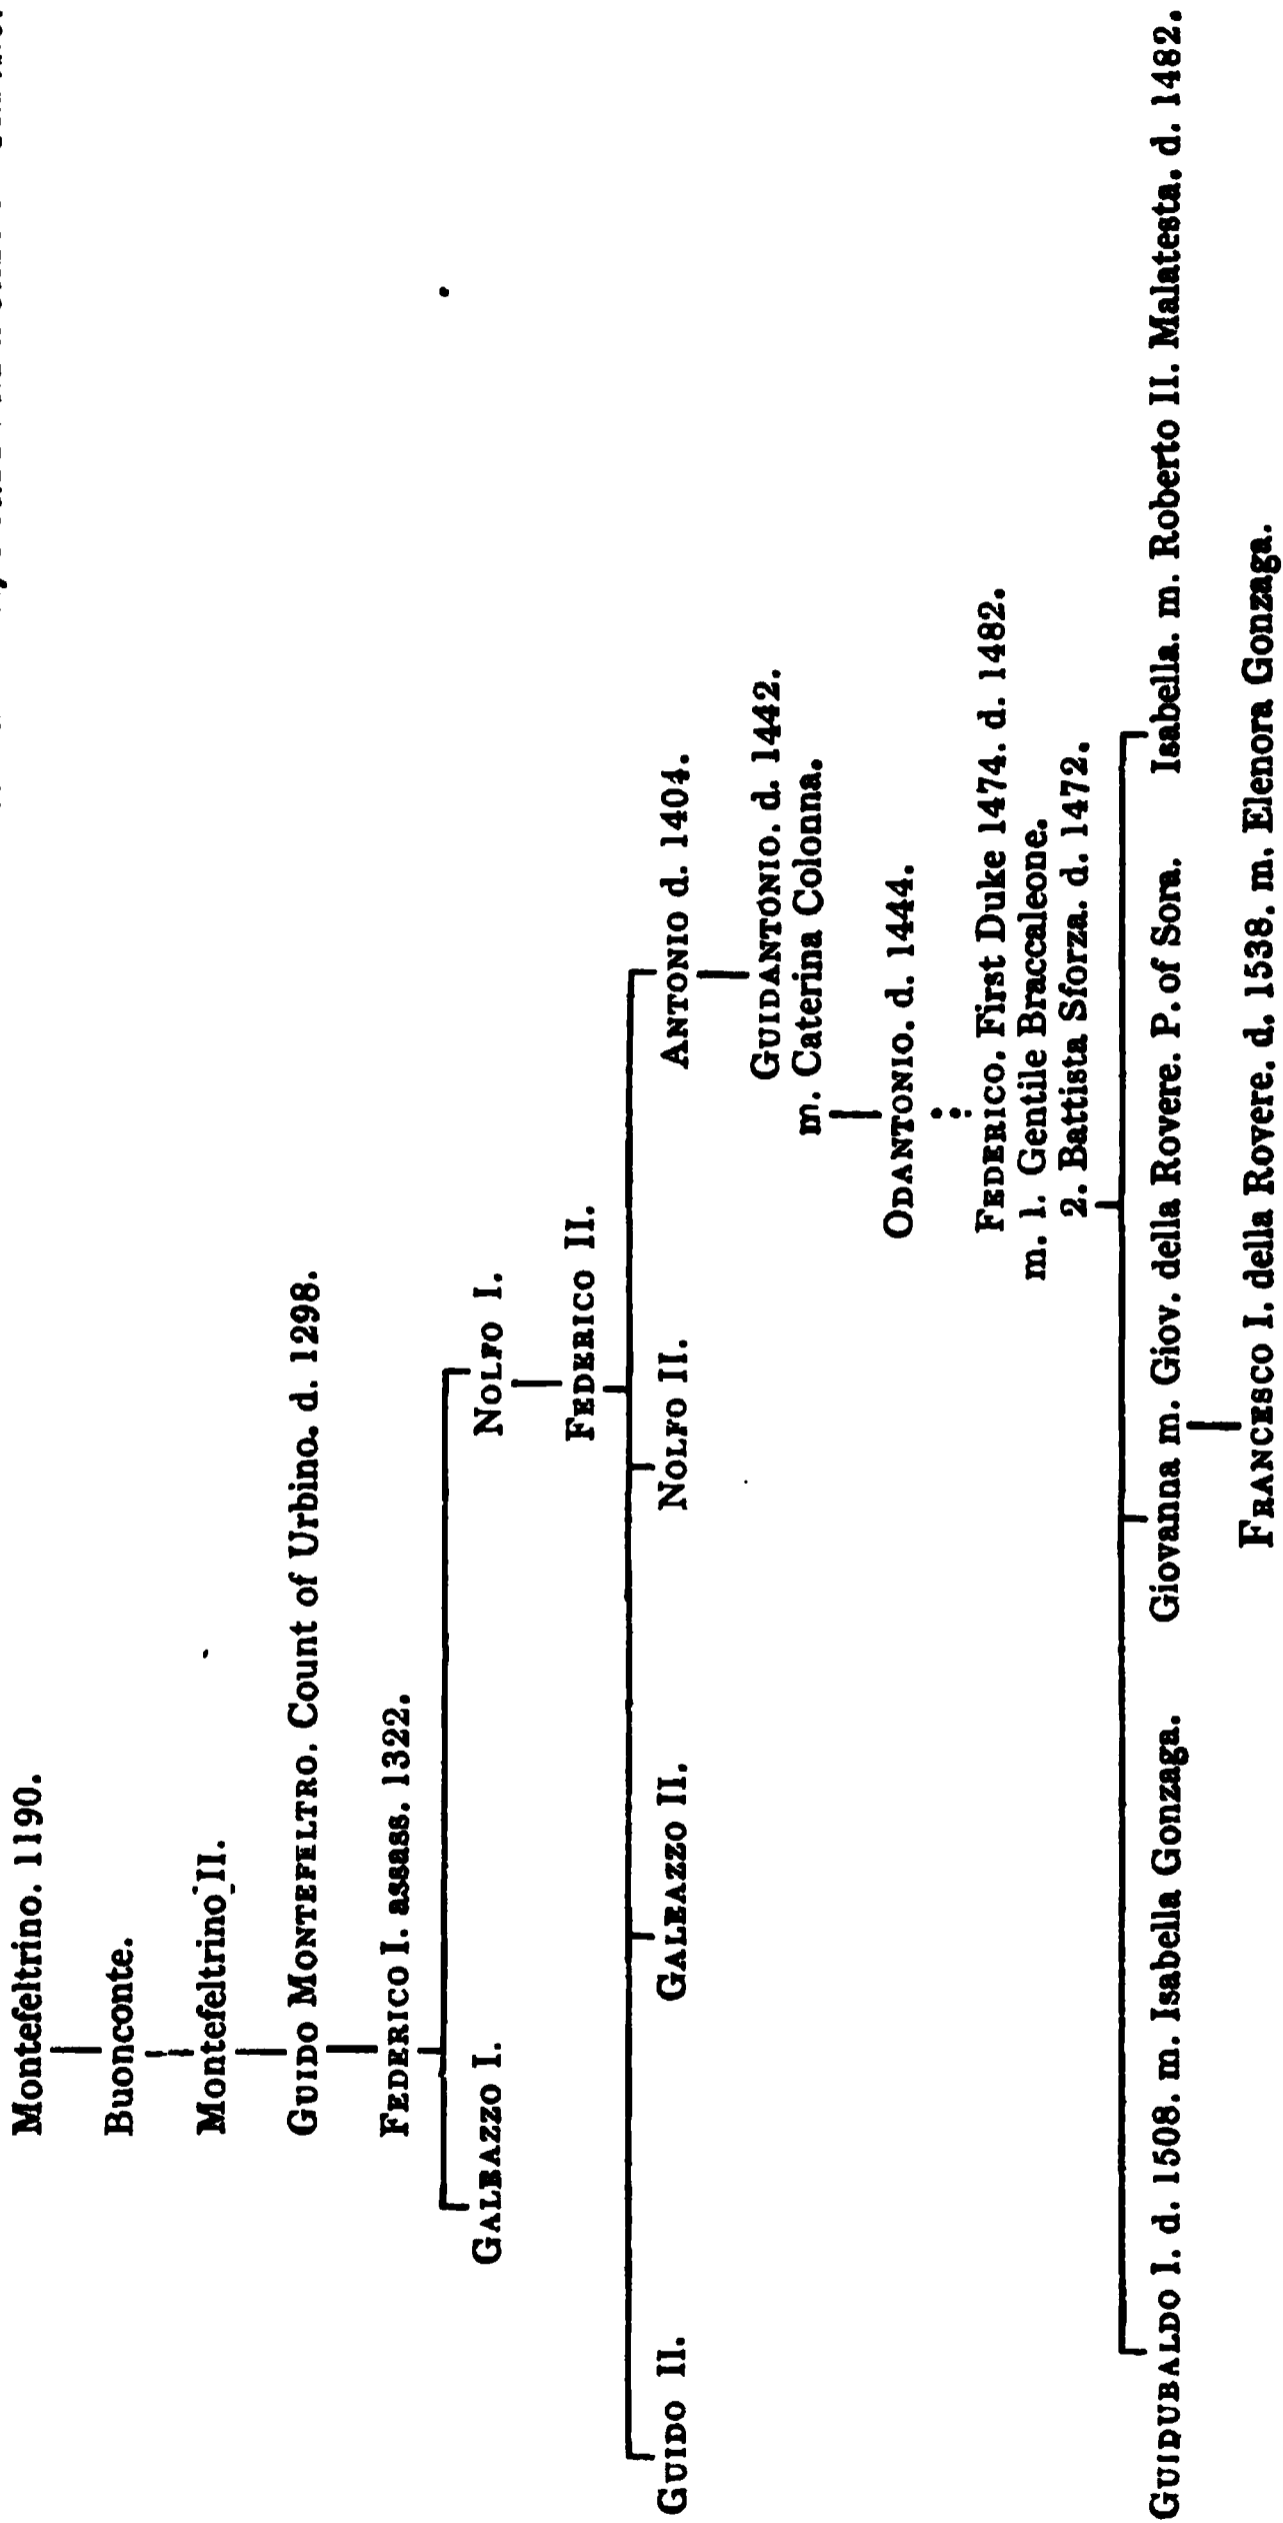 Montefeltrino. 1190.
Buonconte.
Montefeltrino II.
GUIDO MONTEFELTRO. Count of Urbino. d. 1298.
FEDERICO I. assass. 1322.
GALEAZZO I. NOLFO I.
FEDERICO II.
GUIDO II. GALEAZZO II. NOLFO II. ANTONIO d. 1404.
GUIDANTONIO. d. 1442.
m. Caterina Colonna.
ODANTONIO. d. 1444.
FEDERICO. First Duke 1474. d. 1482.
m. 1. Gentile Braccaleone.
2. Battista Sforza. d. 1472.
GUIDUBALDO I. d. 1508. m. Isabella Gonzaga. Giovanna m. Giov. della Rovere. P. of Sora. Isabella. m. Roberto II. Malatesta. d. 1482.
FRANCESCO I. della Rovere. d. 1538. m. Elenora Gonzaga.